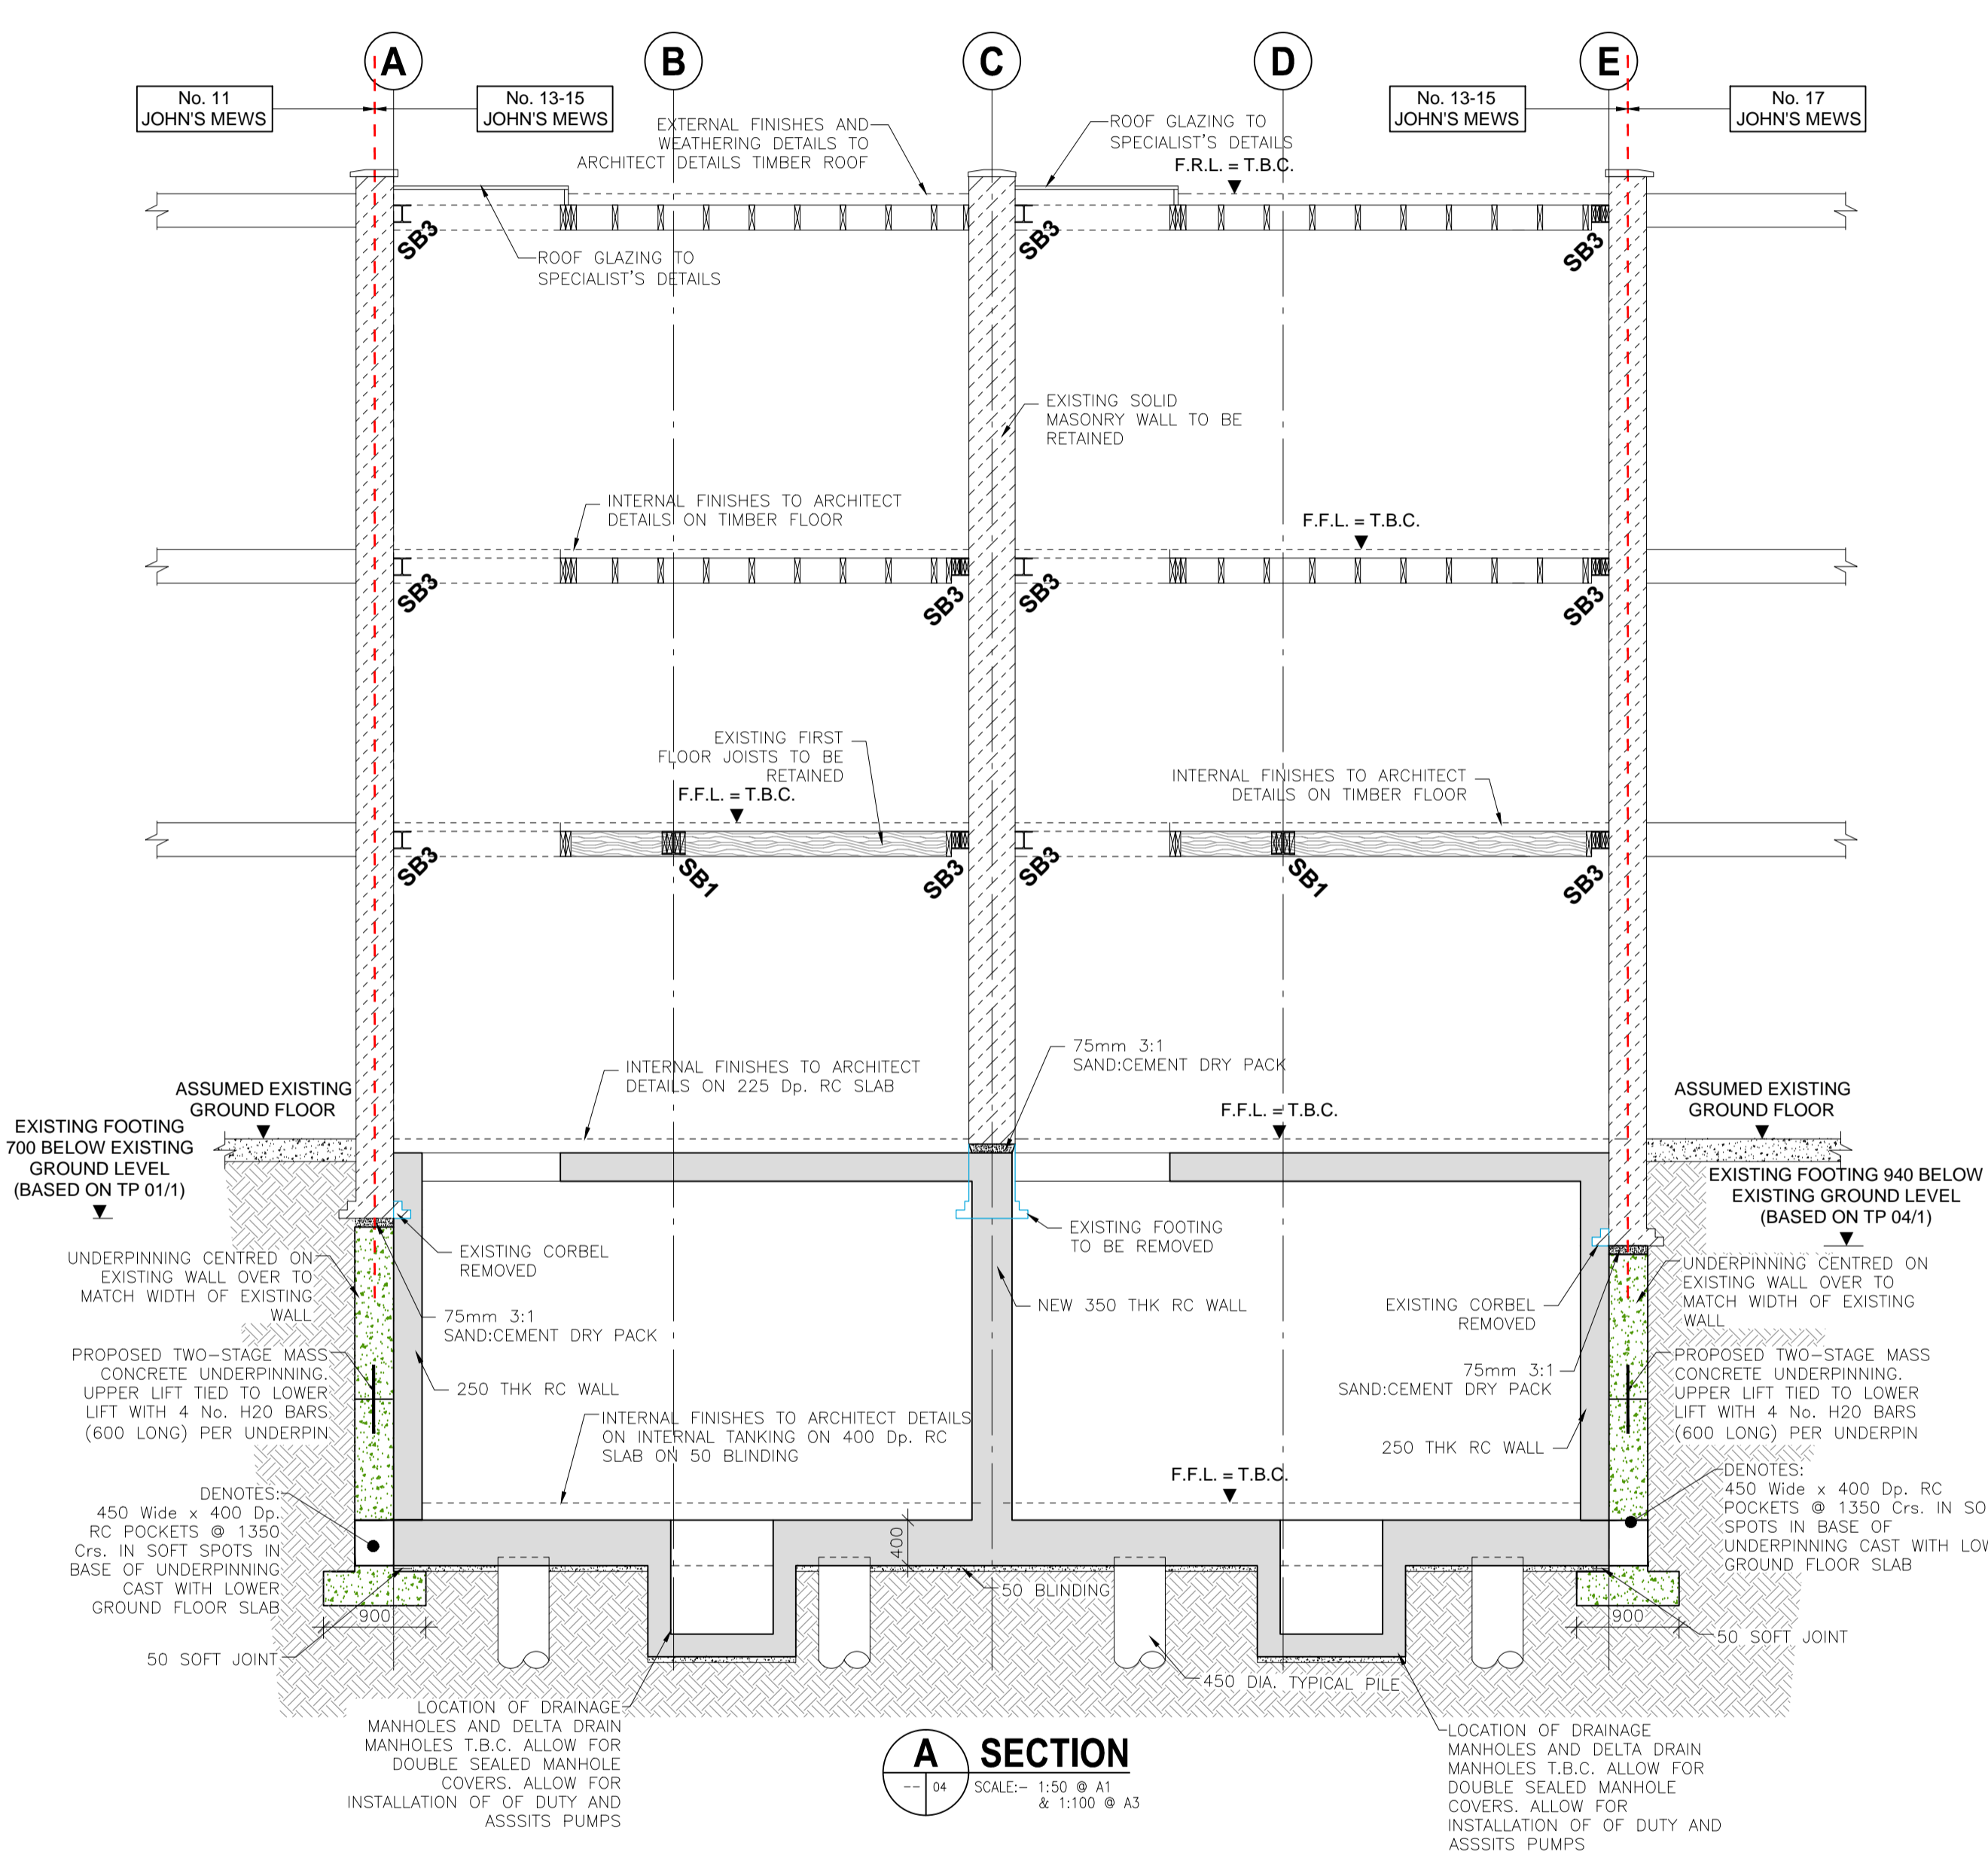 A
B
C
D
E
No. 11
JOHN'S MEWS
No. 13-15
JOHN'S MEWS
No. 13-15
JOHN'S MEWS
No. 17
JOHN'S MEWS
EXTERNAL FINISHES AND
WEATHERING DETAILS TO
ARCHITECT DETAILS TIMBER ROOF
ROOF GLAZING TO
SPECIALIST'S DETAILS
F.R.L. = T.B.C.
SB3
SB3
SB3
ROOF GLAZING TO
SPECIALIST'S DETAILS
EXISTING SOLID
MASONRY WALL TO BE
RETAINED
INTERNAL FINISHES TO ARCHITECT
DETAILS ON TIMBER FLOOR
F.F.L. = T.B.C.
SB3
SB3
SB3
SB3
EXISTING FIRST
FLOOR JOISTS TO BE
RETAINED
F.F.L. = T.B.C.
INTERNAL FINISHES TO ARCHITECT
DETAILS ON TIMBER FLOOR
SB3
SB1
SB3
SB3
SB1
SB3
75mm 3:1
SAND:CEMENT DRY PACK
INTERNAL FINISHES TO ARCHITECT
DETAILS ON 225 Dp. RC SLAB
F.F.L. = T.B.C.
ASSUMED EXISTING
GROUND FLOOR
ASSUMED EXISTING
GROUND FLOOR
EXISTING FOOTING
700 BELOW EXISTING
GROUND LEVEL
(BASED ON TP 01/1)
EXISTING FOOTING 940 BELOW
EXISTING GROUND LEVEL
(BASED ON TP 04/1)
UNDERPINNING CENTRED ON
EXISTING WALL OVER TO
MATCH WIDTH OF EXISTING
WALL
EXISTING CORBEL
REMOVED
EXISTING FOOTING
TO BE REMOVED
UNDERPINNING CENTRED ON
EXISTING WALL OVER TO
MATCH WIDTH OF EXISTING
WALL
75mm 3:1
SAND:CEMENT DRY PACK
NEW 350 THK RC WALL
EXISTING CORBEL
REMOVED
PROPOSED TWO-STAGE MASS
CONCRETE UNDERPINNING.
UPPER LIFT TIED TO LOWER
LIFT WITH 4 No. H20 BARS
(600 LONG) PER UNDERPIN
250 THK RC WALL
75mm 3:1
SAND:CEMENT DRY PACK
PROPOSED TWO-STAGE MASS
CONCRETE UNDERPINNING.
UPPER LIFT TIED TO LOWER
LIFT WITH 4 No. H20 BARS
(600 LONG) PER UNDERPIN
INTERNAL FINISHES TO ARCHITECT DETAILS
ON INTERNAL TANKING ON 400 Dp. RC
SLAB ON 50 BLINDING
250 THK RC WALL
F.F.L. = T.B.C.
DENOTES:
450 Wide x 400 Dp.
RC POCKETS @ 1350
Crs. IN SOFT SPOTS IN
BASE OF UNDERPINNING
CAST WITH LOWER
GROUND FLOOR SLAB
DENOTES:
450 Wide x 400 Dp. RC
POCKETS @ 1350 Crs. IN SO
SPOTS IN BASE OF
UNDERPINNING CAST WITH LOW
GROUND FLOOR SLAB
400
50 BLINDING
900
900
50 SOFT JOINT
50 SOFT JOINT
450 DIA. TYPICAL PILE
LOCATION OF DRAINAGE
MANHOLES AND DELTA DRAIN
MANHOLES T.B.C. ALLOW FOR
DOUBLE SEALED MANHOLE
COVERS. ALLOW FOR
INSTALLATION OF OF DUTY AND
ASSSITS PUMPS
LOCATION OF DRAINAGE
MANHOLES AND DELTA DRAIN
MANHOLES T.B.C. ALLOW FOR
DOUBLE SEALED MANHOLE
COVERS. ALLOW FOR
INSTALLATION OF OF DUTY AND
ASSSITS PUMPS
A SECTION
-- 04 SCALE:- 1:50 @ A1
& 1:100 @ A3